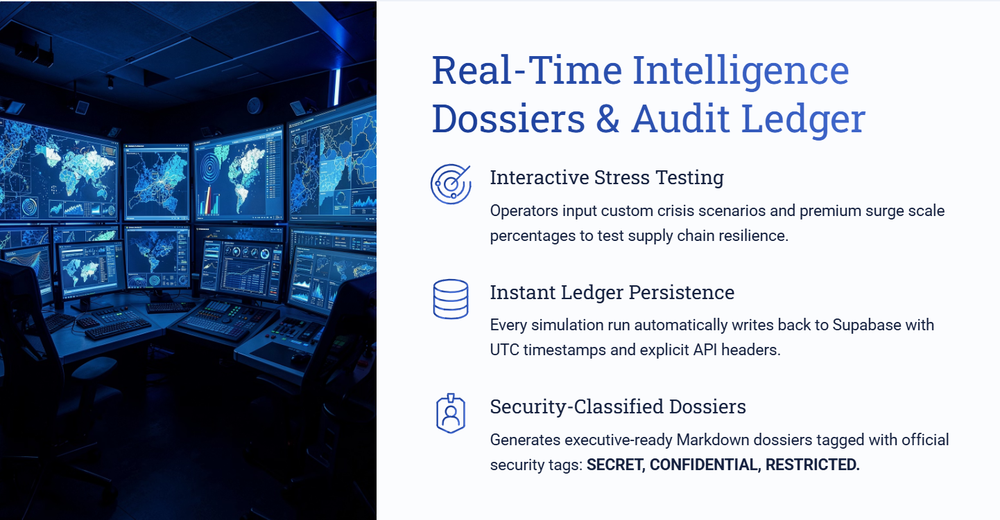 Real-Time Intelligence
Dossiers & Audit Ledger
Interactive Stress Testing
Operators input custom crisis scenarios and premium surge scale
percentages to test supply chain resilience.
Instant Ledger Persistence
Every simulation run automatically writes back to Supabase with
UTC timestamps and explicit API headers.
Security-Classified Dossiers
Generates executive-ready Markdown dossiers tagged with official
security tags: SECRET, CONFIDENTIAL, RESTRICTED.